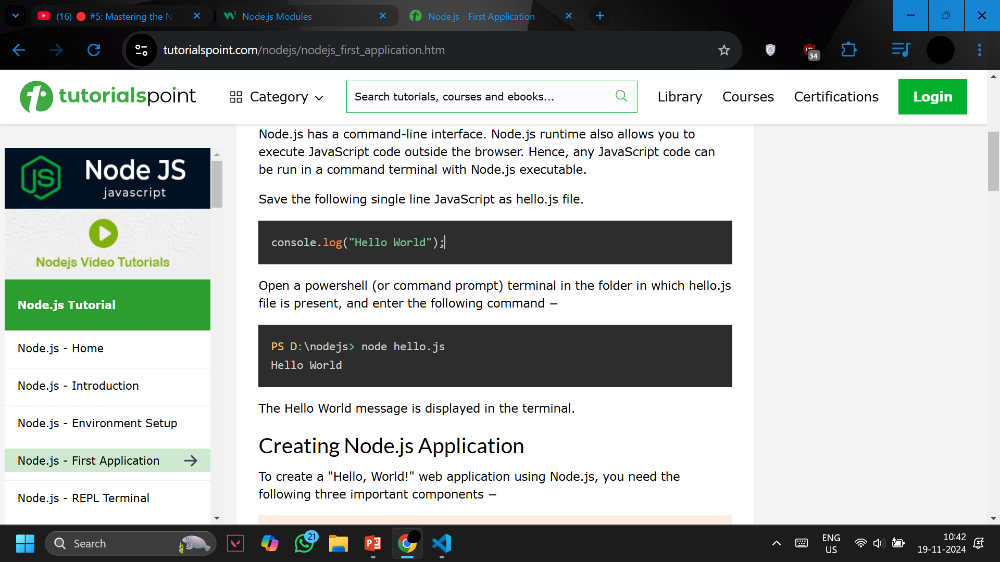 (16) 🔴 #5: Mastering the N
Node.js Modules
Node.js - First Application
tutorialspoint.com/nodejs/nodejs_first_application.htm
34
tutorialspoint
Category
Search tutorials, courses and ebooks...
Library
Courses
Certifications
Login
Node JS
javascript
Nodejs Video Tutorials
Node.js Tutorial
Node.js - Home
Node.js - Introduction
Node.js - Environment Setup
Node.js - First Application
Node.js - REPL Terminal
Node.js has a command-line interface. Node.js runtime also allows you to
execute JavaScript code outside the browser. Hence, any JavaScript code can
be run in a command terminal with Node.js executable.
Save the following single line JavaScript as hello.js file.
console.log("Hello World");
Open a powershell (or command prompt) terminal in the folder in which hello.js
file is present, and enter the following command −
PS D:\nodejs> node hello.js
Hello World
The Hello World message is displayed in the terminal.
Creating Node.js Application
To create a "Hello, World!" web application using Node.js, you need the
following three important components −
Search
21
ENG
US
10:42
19-11-2024